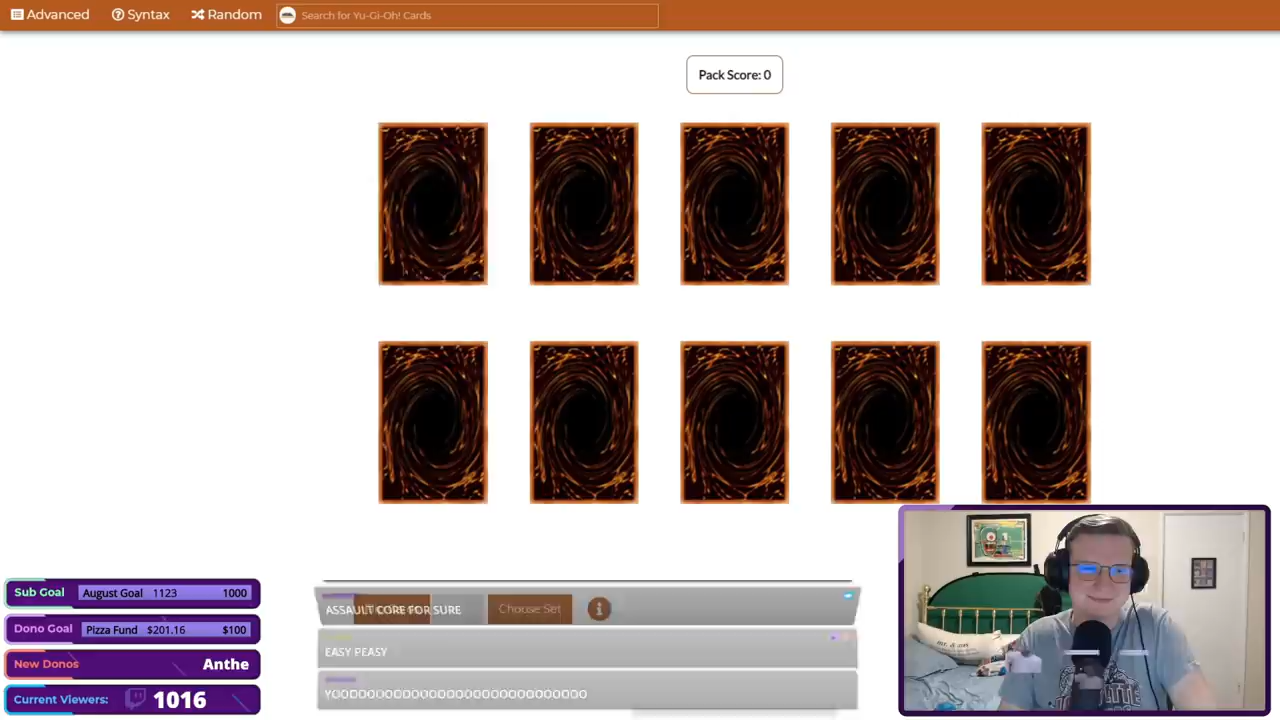 Advanced Syntax Random Search for Yu-Gi-Oh! Cards
Pack Score: 0
Sub Goal August Goal 1123 1000
Dono Goal Pizza Fund $201.16 $100
New Donos Anthe
Current Viewers: 1016
ASSAULT CORE FOR SURE Choose Set
EASY PEASY
YOOOOOOOOOOOOOOOOOOOOOOOOOOOO